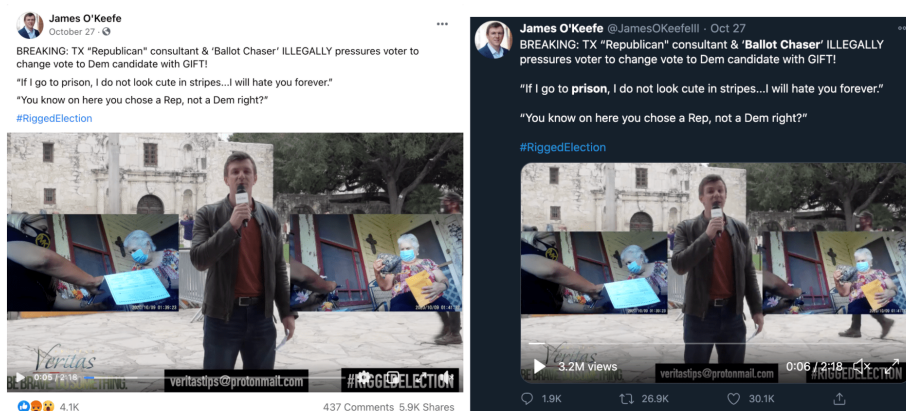 James O'Keefe
October 27 ·
BREAKING: TX “Republican" consultant & 'Ballot Chaser' ILLEGALLY pressures voter to
change vote to Dem candidate with GIFT!
“If I go to prison, I do not look cute in stripes...I will hate you forever.”
“You know on here you chose a Rep, not a Dem right?”
#RiggedElection
Veritas
BE BRAVE. DO SOMETHING.
0:05 / 2:18
veritastips@protonmail.com
#RIGGEDELECTION
4.1K
437 Comments 5.9K Shares
James O'Keefe @JamesOKeefeIII · Oct 27
BREAKING: TX “Republican" consultant & ‘Ballot Chaser’ ILLEGALLY
pressures voter to change vote to Dem candidate with GIFT!
“If I go to prison, I do not look cute in stripes...I will hate you forever.”
“You know on here you chose a Rep, not a Dem right?”
#RiggedElection
Veritas
3.2M views
0:06 / 2:18
veritastips@protonmail.com
#RIGGEDELECTION
1.9K
26.9K
30.1K